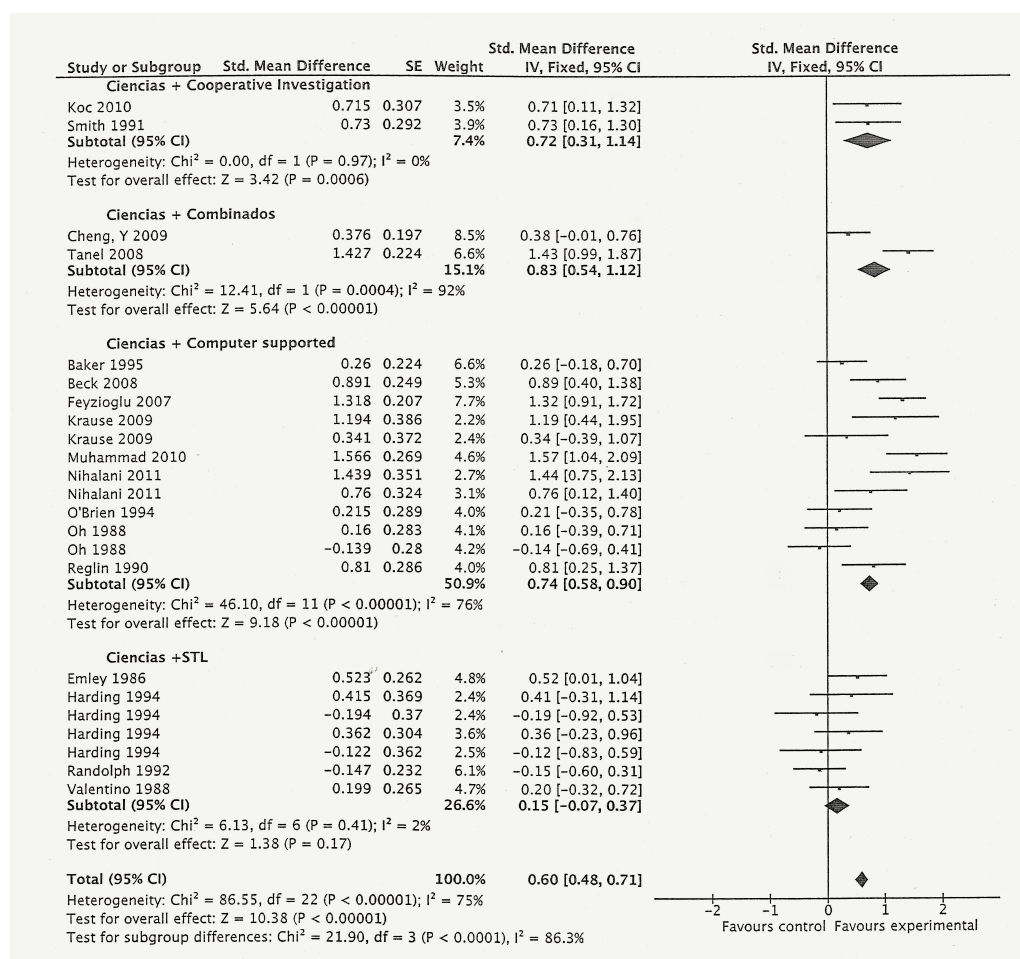 Std. Mean Difference Std. Mean Difference
Study or Subgroup Std. Mean Difference SE Weight IV, Fixed, 95% CI IV, Fixed, 95% CI
Ciencias + Cooperative Investigation
Koc 2010 0.715 0.307 3.5% 0.71 [0.11, 1.32]
Smith 1991 0.73 0.292 3.9% 0.73 [0.16, 1.30]
Subtotal (95% CI) 7.4% 0.72 [0.31, 1.14]
Heterogeneity: Chi² = 0.00, df = 1 (P = 0.97); I² = 0%
Test for overall effect: Z = 3.42 (P = 0.0006)
Ciencias + Combinados
Cheng, Y 2009 0.376 0.197 8.5% 0.38 [−0.01, 0.76]
Tanel 2008 1.427 0.224 6.6% 1.43 [0.99, 1.87]
Subtotal (95% CI) 15.1% 0.83 [0.54, 1.12]
Heterogeneity: Chi² = 12.41, df = 1 (P = 0.0004); I² = 92%
Test for overall effect: Z = 5.64 (P < 0.00001)
Ciencias + Computer supported
Baker 1995 0.26 0.224 6.6% 0.26 [−0.18, 0.70]
Beck 2008 0.891 0.249 5.3% 0.89 [0.40, 1.38]
Feyzioglu 2007 1.318 0.207 7.7% 1.32 [0.91, 1.72]
Krause 2009 1.194 0.386 2.2% 1.19 [0.44, 1.95]
Krause 2009 0.341 0.372 2.4% 0.34 [−0.39, 1.07]
Muhammad 2010 1.566 0.269 4.6% 1.57 [1.04, 2.09]
Nihalani 2011 1.439 0.351 2.7% 1.44 [0.75, 2.13]
Nihalani 2011 0.76 0.324 3.1% 0.76 [0.12, 1.40]
O'Brien 1994 0.215 0.289 4.0% 0.21 [−0.35, 0.78]
Oh 1988 0.16 0.283 4.1% 0.16 [−0.39, 0.71]
Oh 1988 −0.139 0.28 4.2% −0.14 [−0.69, 0.41]
Reglin 1990 0.81 0.286 4.0% 0.81 [0.25, 1.37]
Subtotal (95% CI) 50.9% 0.74 [0.58, 0.90]
Heterogeneity: Chi² = 46.10, df = 11 (P < 0.00001); I² = 76%
Test for overall effect: Z = 9.18 (P < 0.00001)
Ciencias +STL
Emley 1986 0.523 0.262 4.8% 0.52 [0.01, 1.04]
Harding 1994 0.415 0.369 2.4% 0.41 [−0.31, 1.14]
Harding 1994 −0.194 0.37 2.4% −0.19 [−0.92, 0.53]
Harding 1994 0.362 0.304 3.6% 0.36 [−0.23, 0.96]
Harding 1994 −0.122 0.362 2.5% −0.12 [−0.83, 0.59]
Randolph 1992 −0.147 0.232 6.1% −0.15 [−0.60, 0.31]
Valentino 1988 0.199 0.265 4.7% 0.20 [−0.32, 0.72]
Subtotal (95% CI) 26.6% 0.15 [−0.07, 0.37]
Heterogeneity: Chi² = 6.13, df = 6 (P = 0.41); I² = 2%
Test for overall effect: Z = 1.38 (P = 0.17)
Total (95% CI) 100.0% 0.60 [0.48, 0.71]
Heterogeneity: Chi² = 86.55, df = 22 (P < 0.00001); I² = 75%
Test for overall effect: Z = 10.38 (P < 0.00001)
Test for subgroup differences: Chi² = 21.90, df = 3 (P < 0.0001), I² = 86.3%
−2 −1 0 1 2
Favours control Favours experimental